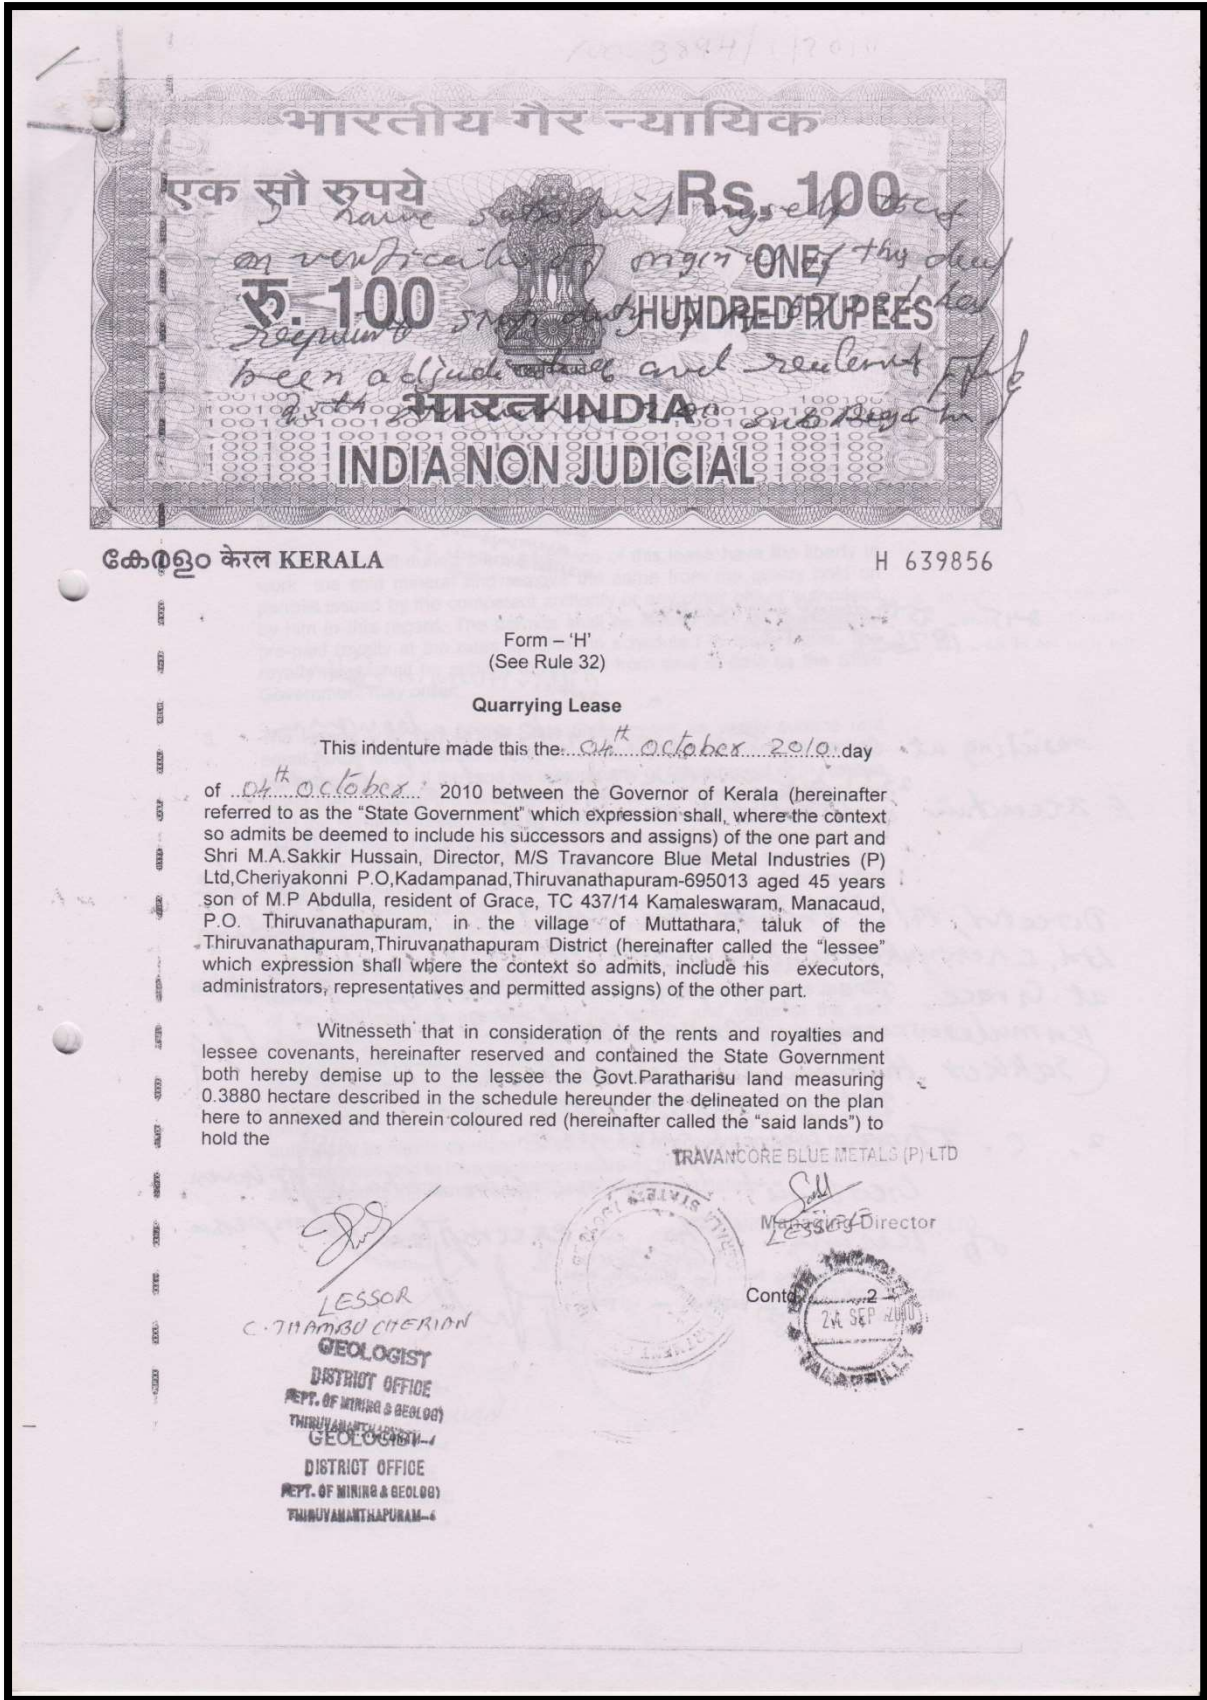 भारतीय गैर न्यायिक
एक सौ रुपये
Rs. 100
रु. 100
ONE
HUNDRED RUPEES
I have myself that
on verification of original of this deed
stamp duty of has
been adjudicated and
भारत INDIA
INDIA NON JUDICIAL
കേരളം केरल KERALA
H 639856
Form – 'H'
(See Rule 32)
Quarrying Lease
This indenture made this the. 04th October 2010 day
of 04th October 2010 between the Governor of Kerala (hereinafter
referred to as the “State Government” which expression shall, where the context
so admits be deemed to include his successors and assigns) of the one part and
Shri M.A.Sakkir Hussain, Director, M/S Travancore Blue Metal Industries (P)
Ltd,Cheriyakonni P.O,Kadampanad,Thiruvanathapuram-695013 aged 45 years
son of M.P Abdulla, resident of Grace, TC 437/14 Kamaleswaram, Manacaud,
P.O. Thiruvanathapuram, in the village of Muttathara, taluk of the
Thiruvanathapuram,Thiruvanathapuram District (hereinafter called the “lessee”
which expression shall where the context so admits, include his executors,
administrators, representatives and permitted assigns) of the other part.
Witnesseth that in consideration of the rents and royalties and
lessee covenants, hereinafter reserved and contained the State Government
both hereby demise up to the lessee the Govt.Paratharisu land measuring
0.3880 hectare described in the schedule hereunder the delineated on the plan
here to annexed and therein coloured red (hereinafter called the “said lands”) to
hold the
TRAVANCORE BLUE METALS (P) LTD
Managing Director
LESSEE
LESSOR
C. THAMBU CHERIAN
Contd 2
24 SEP 2010
GEOLOGIST
DISTRICT OFFICE
DEPT. OF MINING & GEOLOGY
THIRUVANANTHAPURAM-4
GEOLOGIST
DISTRICT OFFICE
DEPT. OF MINING & GEOLOGY
THIRUVANANTHAPURAM-4